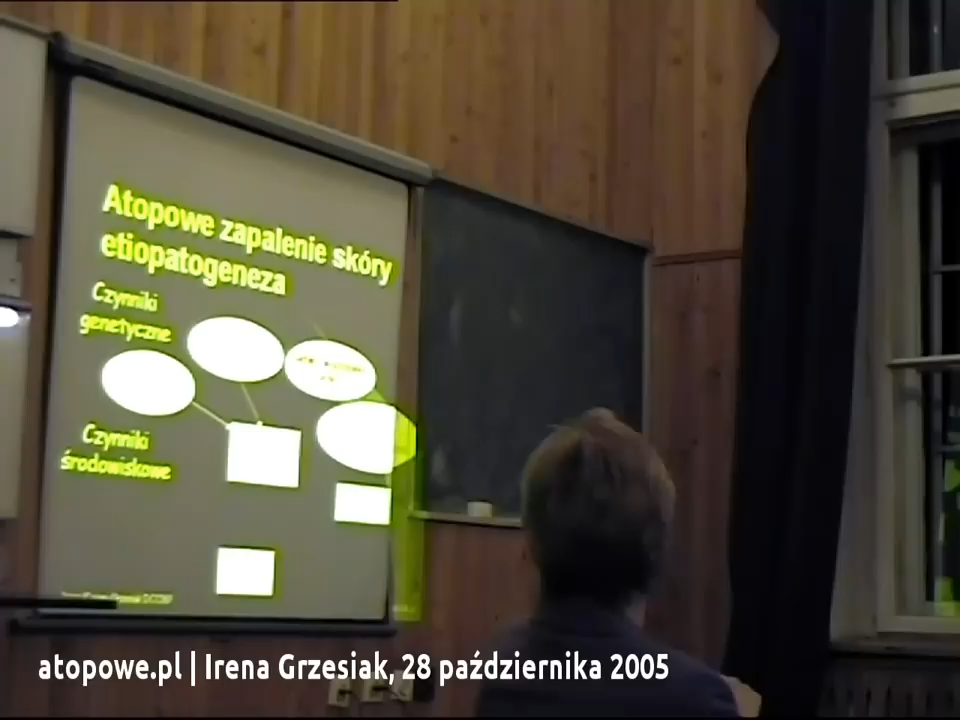 Atopowe zapalenie skóry
etiopatogeneza
Czynniki
genetyczne
Czynniki
środowiskowe
atopowe.pl | Irena Grzesiak, 28 października 2005